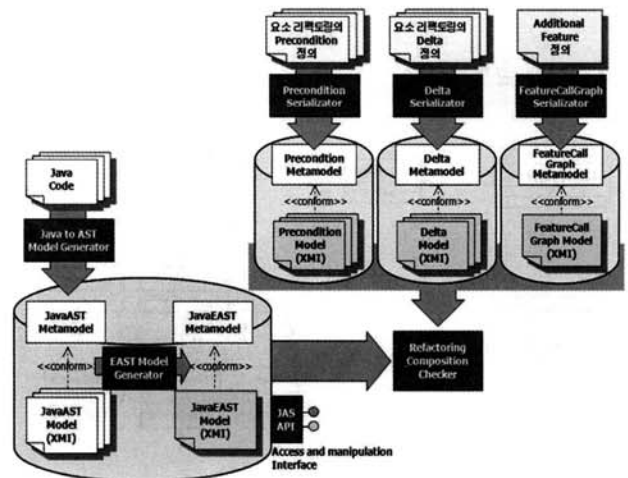 요소 리팩토링의
Precondition
정의
요소 리팩토링의
Delta
정의
Additional
Feature
정의
Precondition
Serializator
Delta
Serializator
FeatureCallGraph
Serializator
Java
Code
Java to AST
Model Generator
Precondition
Metamodel
<<conform>>
Precondition
Model
(XMI)
Delta
Metamodel
<<conform>>
Delta
Model
(XMI)
FeatureCall
Graph
Metamodel
<<conform>>
FeatureCall
Graph Model
(XMI)
JavaAST
Metamodel
<<conform>
JavaAST
Model
(XMI)
EAST Model
Generator
JavaEAST
Metamodel
<<conform>>
JavaEAST
Model
(XMI)
Refactoring
Composition
Checker
JAS
API
Access and manipulation
Interface